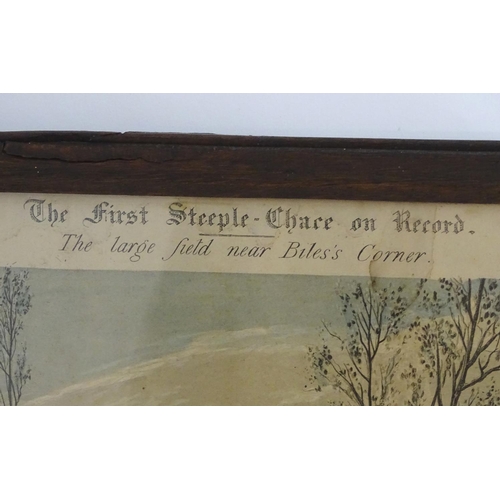 The First Steeple-Chace on Record.
The large field near Biles's Corner.